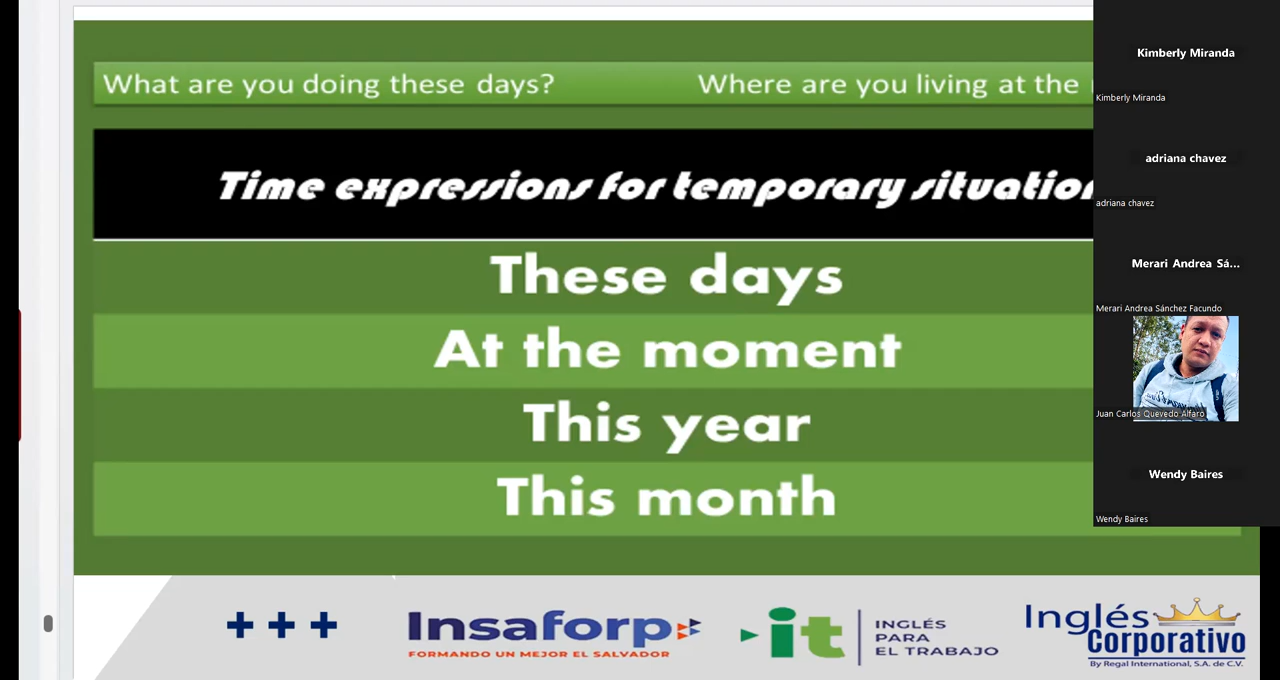 What are you doing these days? Where are you living at the
Time expressions for temporary situation
These days
At the moment
This year
This month
Kimberly Miranda
Kimberly Miranda
adriana chavez
adriana chavez
Merari Andrea Sá...
Merari Andrea Sánchez Facundo
Juan Carlos Quevedo Alfaro
Wendy Baires
Wendy Baires
Insaforp
FORMANDO UN MEJOR EL SALVADOR
it
INGLÉS
PARA
EL TRABAJO
Inglés
Corporativo
By Regal International, S.A. de C.V.